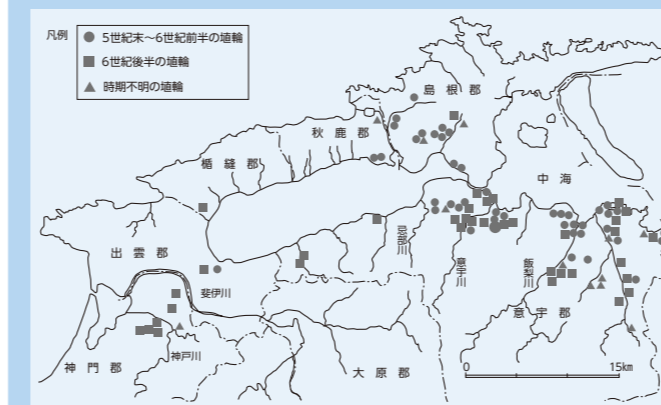 凡例
● 5世紀末~6世紀前半の埴輪
■ 6世紀後半の埴輪
▲ 時期不明の埴輪
島根郡
秋鹿郡
楯縫郡
中海
出雲郡
忌部川
意宇川
飯梨川
斐伊川
意宇郡
神門郡
神戸川
大原郡
0
15km